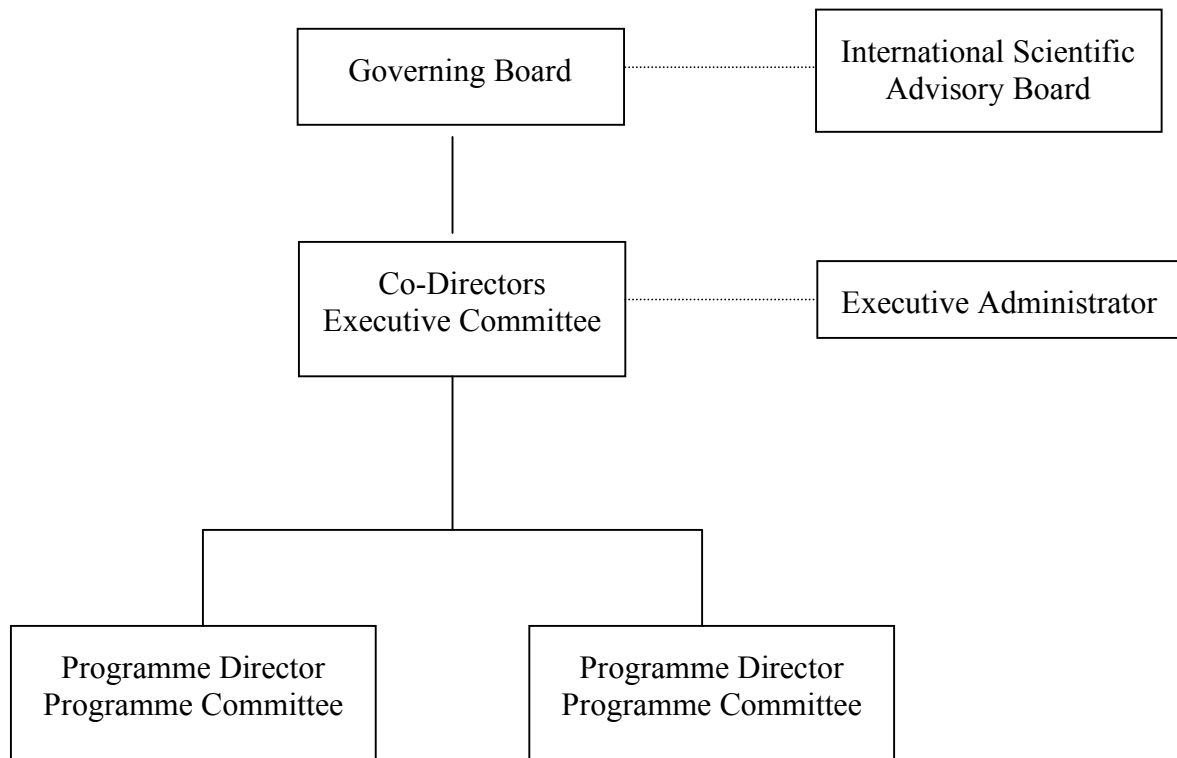 Governing Board
International Scientific
Advisory Board
Co-Directors
Executive Committee
Executive Administrator
Programme Director
Programme Committee
Programme Director
Programme Committee